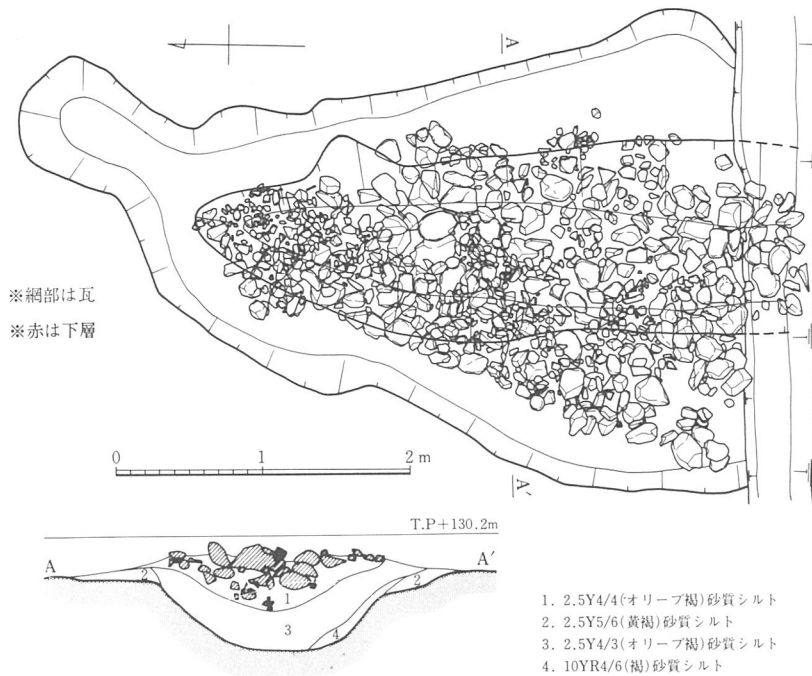 A
※網部は瓦
※赤は下層
0 1 2 m
A′
T.P+130.2m
A A′
2 1 2
3 4
1. 2.5Y4/4(オリーブ褐)砂質シルト
2. 2.5Y5/6(黄褐)砂質シルト
3. 2.5Y4/3(オリーブ褐)砂質シルト
4. 10YR4/6(褐)砂質シルト